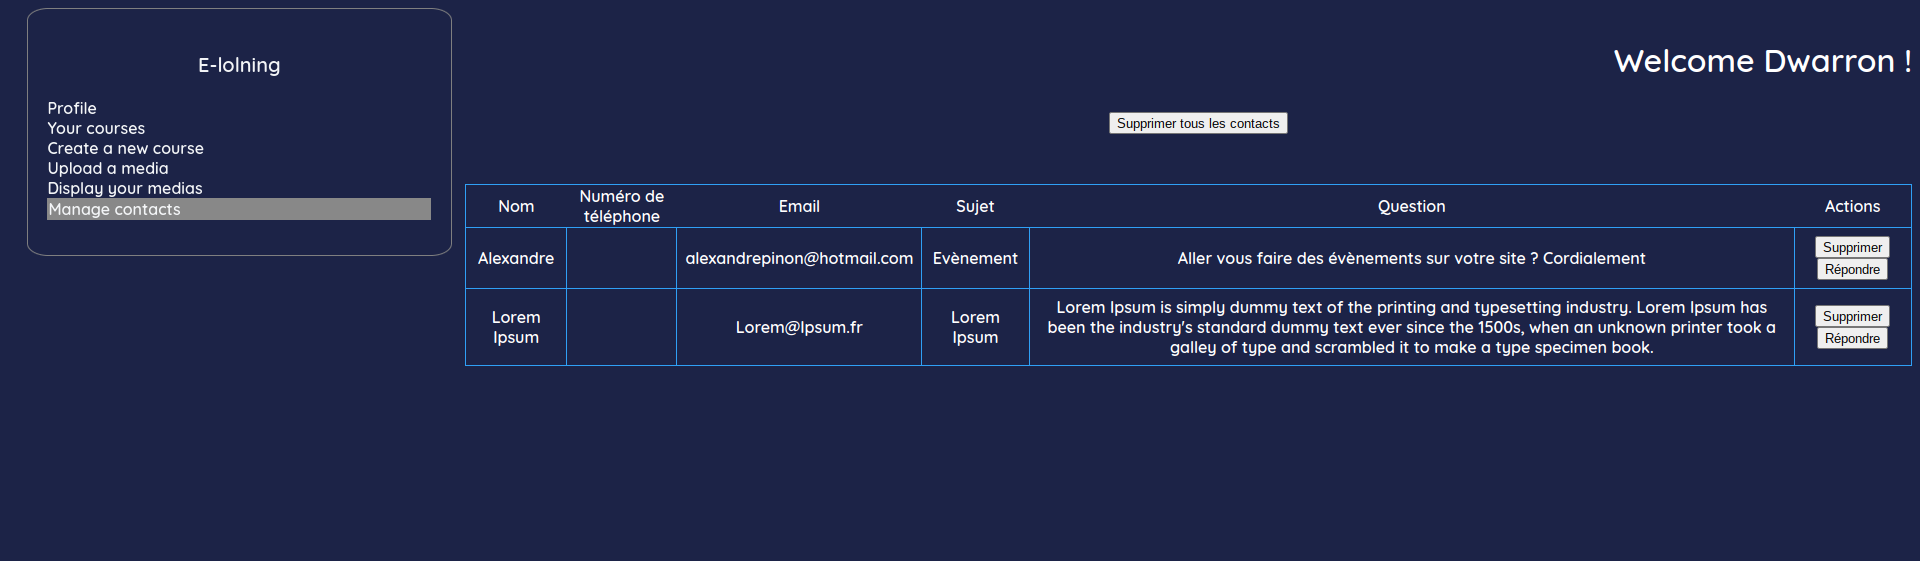 E-lolning
Profile
Your courses
Create a new course
Upload a media
Display your medias
Manage contacts
Welcome Dwarron !
Supprimer tous les contacts
Nom
Numéro de
téléphone
Email
Sujet
Question
Actions
Alexandre
alexandrepinon@hotmail.com
Evènement
Aller vous faire des évènements sur votre site ? Cordialement
Supprimer
Répondre
Lorem
Ipsum
Lorem@Ipsum.fr
Lorem
Ipsum
Lorem Ipsum is simply dummy text of the printing and typesetting industry. Lorem Ipsum has
been the industry's standard dummy text ever since the 1500s, when an unknown printer took a
galley of type and scrambled it to make a type specimen book.
Supprimer
Répondre